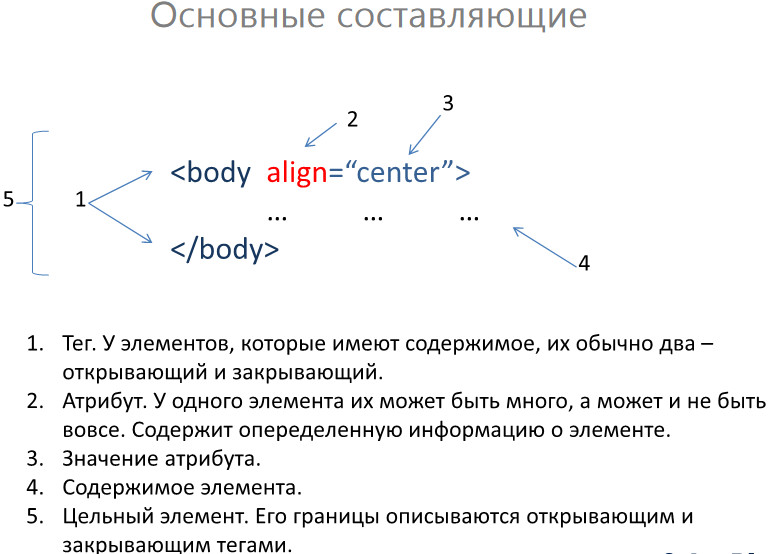 Основные составляющие
2
3
<body align=“center”>
5
1
... ... ...
</body>
4
1. Тег. У элементов, которые имеют содержимое, их обычно два –
открывающий и закрывающий.
2. Атрибут. У одного элемента их может быть много, а может и не быть
вовсе. Содержит опеределенную информацию о элементе.
3. Значение атрибута.
4. Содержимое элемента.
5. Цельный элемент. Его границы описываются открывающим и
закрывающим тегами.